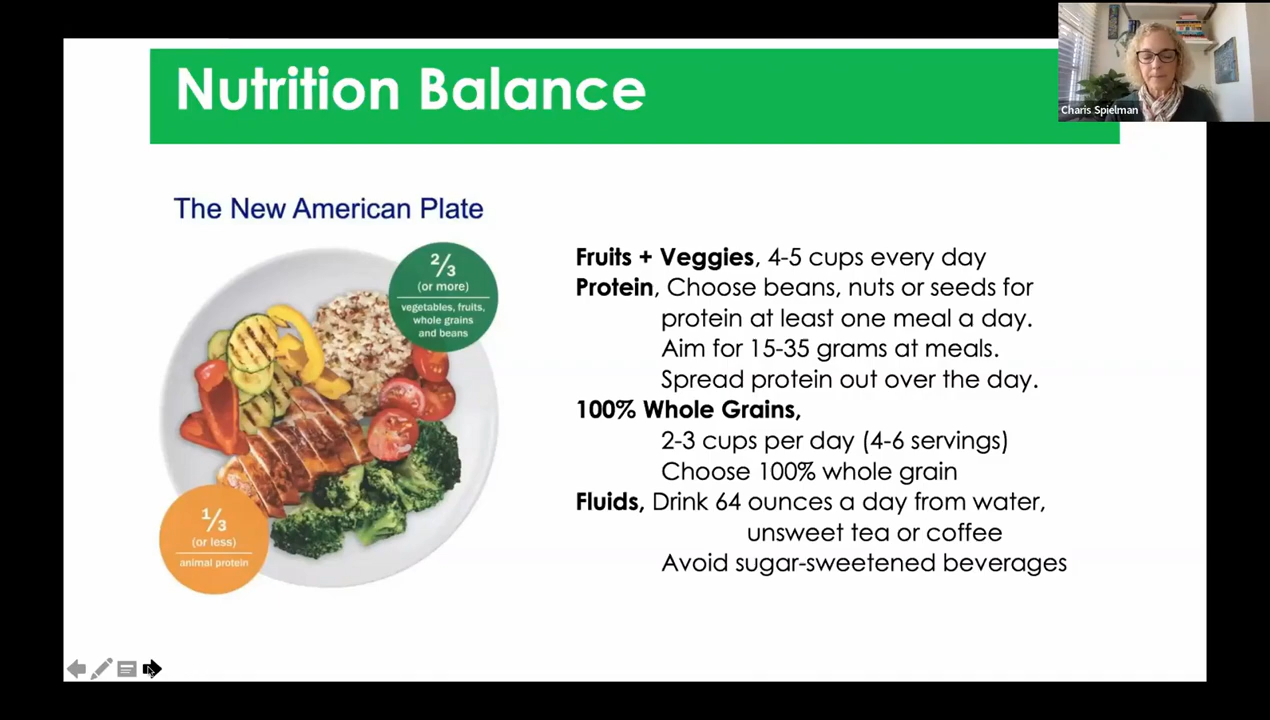 Nutrition Balance
Charis Spielman
The New American Plate
2/3
(or more)
vegetables, fruits,
whole grains
and beans
1/3
(or less)
animal protein
Fruits + Veggies, 4-5 cups every day
Protein, Choose beans, nuts or seeds for
protein at least one meal a day.
Aim for 15-35 grams at meals.
Spread protein out over the day.
100% Whole Grains,
2-3 cups per day (4-6 servings)
Choose 100% whole grain
Fluids, Drink 64 ounces a day from water,
unsweet tea or coffee
Avoid sugar-sweetened beverages